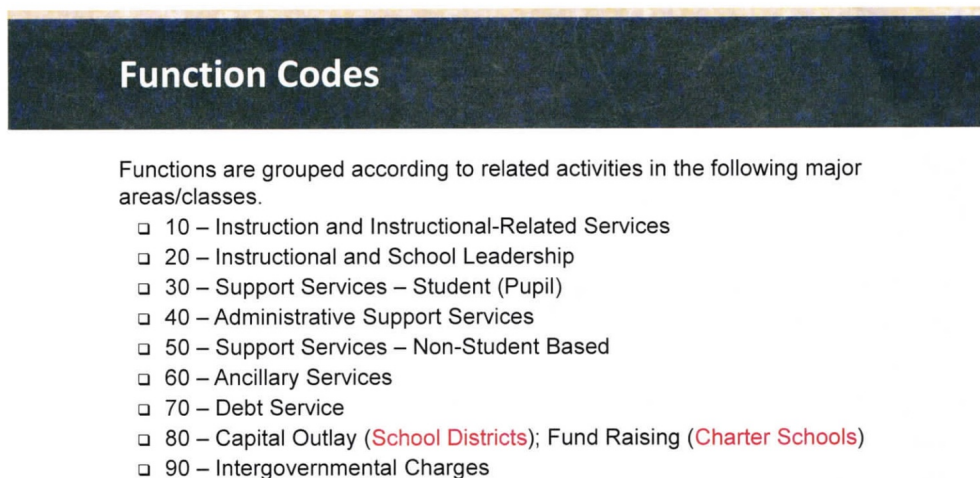 Function Codes
Functions are grouped according to related activities in the following major
areas/classes.
❑ 10 – Instruction and Instructional-Related Services
❑ 20 – Instructional and School Leadership
❑ 30 – Support Services – Student (Pupil)
❑ 40 – Administrative Support Services
❑ 50 – Support Services – Non-Student Based
❑ 60 – Ancillary Services
❑ 70 – Debt Service
❑ 80 – Capital Outlay (School Districts); Fund Raising (Charter Schools)
❑ 90 – Intergovernmental Charges